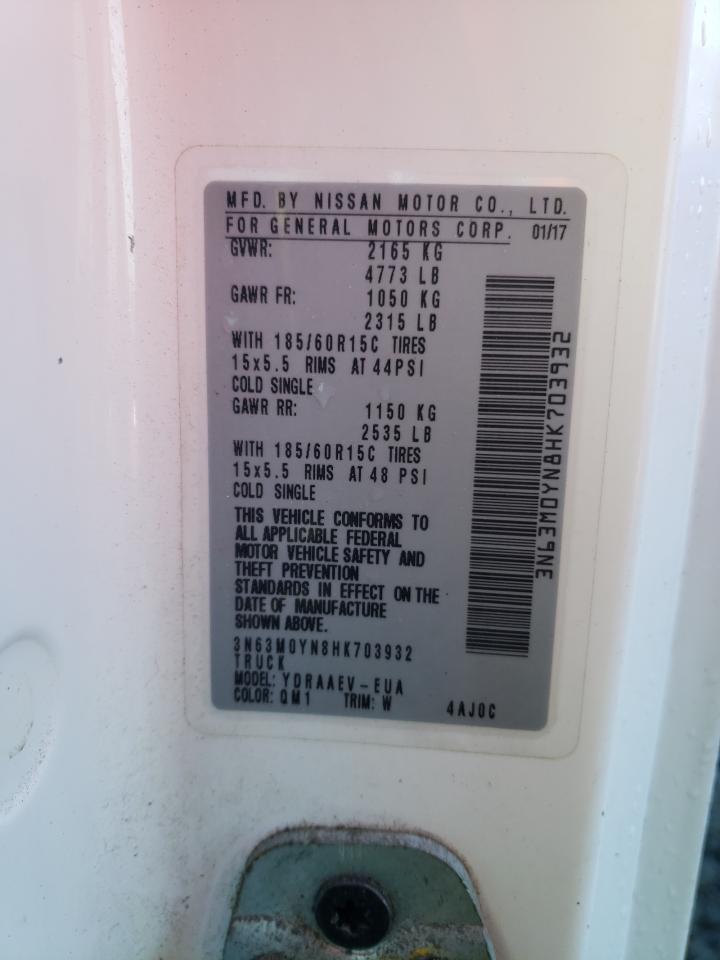 MFD. BY NISSAN MOTOR CO., LTD.
FOR GENERAL MOTORS CORP. 01/17
GVWR: 2165 KG
4773 LB
GAWR FR: 1050 KG
2315 LB
WITH 185/60R15C TIRES
15x5.5 RIMS AT 44PSI
COLD SINGLE
GAWR RR: 1150 KG
2535 LB
WITH 185/60R15C TIRES
15x5.5 RIMS AT 48 PSI
COLD SINGLE
THIS VEHICLE CONFORMS TO
ALL APPLICABLE FEDERAL
MOTOR VEHICLE SAFETY AND
THEFT PREVENTION
STANDARDS IN EFFECT ON THE
DATE OF MANUFACTURE
SHOWN ABOVE.
3N63M0YN8HK703932
TRUCK
MODEL: YDRAAEV-EUA
COLOR: QM1 TRIM: W 4AJ0C
3N63M0YN8HK703932